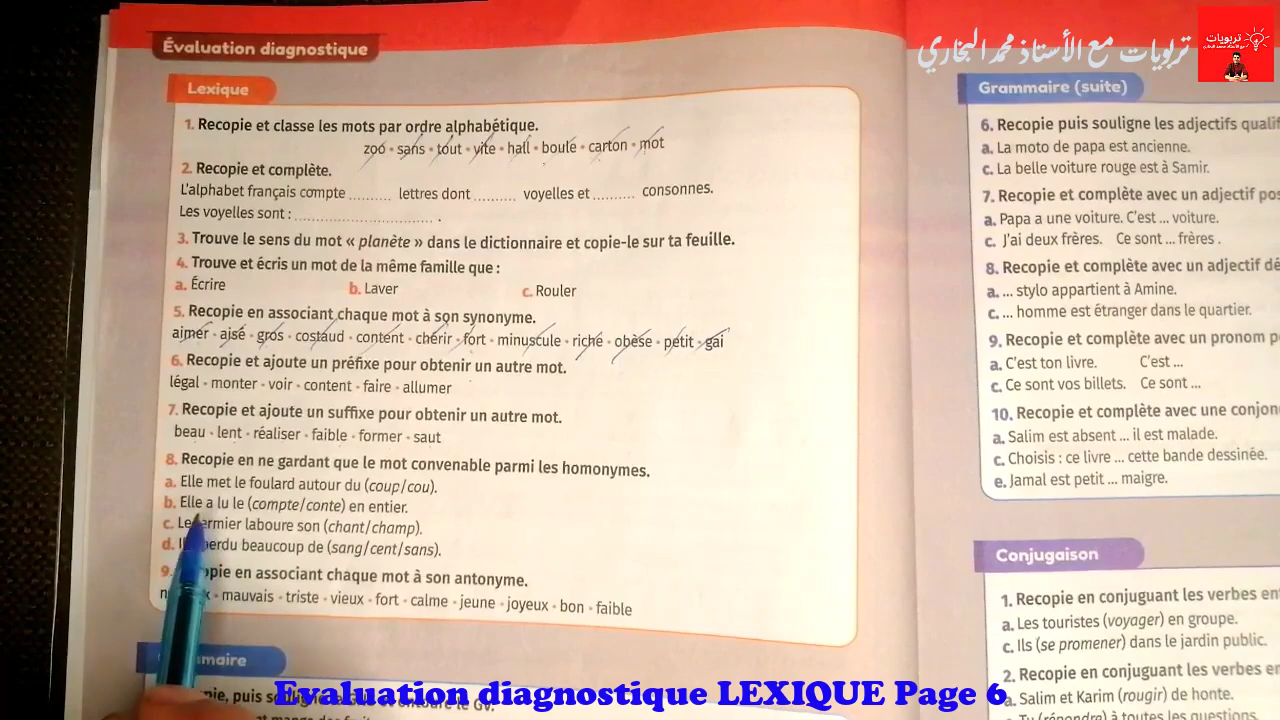 Évaluation diagnostique
تربويات مع الأستاذ محمد البخاري
تربويات
Lexique
1. Recopie et classe les mots par ordre alphabétique.
zoo • sans • tout • vite • hall • boule • carton • mot
2. Recopie et complète.
L'alphabet français compte .......... lettres dont .......... voyelles et .......... consonnes.
Les voyelles sont : ................................. .
3. Trouve le sens du mot « planète » dans le dictionnaire et copie-le sur ta feuille.
4. Trouve et écris un mot de la même famille que :
a. Écrire b. Laver c. Rouler
5. Recopie en associant chaque mot à son synonyme.
aimer • aisé • gros • costaud • content • chérir • fort • minuscule • riche • obèse • petit • gai
6. Recopie et ajoute un préfixe pour obtenir un autre mot.
légal • monter • voir • content • faire • allumer
7. Recopie et ajoute un suffixe pour obtenir un autre mot.
beau • lent • réaliser • faible • former • saut
8. Recopie en ne gardant que le mot convenable parmi les homonymes.
a. Elle met le foulard autour du (coup/cou).
b. Elle a lu le (compte/conte) en entier.
c. Le ermier laboure son (chant/champ).
d. perdu beaucoup de (sang/cent/sans).
9. opie en associant chaque mot à son antonyme.
• mauvais • triste • vieux • fort • calme • jeune • joyeux • bon • faible
maire
Grammaire (suite)
6. Recopie puis souligne les adjectifs qualif
a. La moto de papa est ancienne.
c. La belle voiture rouge est à Samir.
7. Recopie et complète avec un adjectif pos
a. Papa a une voiture. C'est ... voiture.
c. J'ai deux frères. Ce sont ... frères .
8. Recopie et complète avec un adjectif dé
a. ... stylo appartient à Amine.
c. ... homme est étranger dans le quartier.
9. Recopie et complète avec un pronom p
a. C'est ton livre. C'est ...
c. Ce sont vos billets. Ce sont ...
10. Recopie et complète avec une conjon
a. Salim est absent ... il est malade.
c. Choisis : ce livre ... cette bande dessinée.
e. Jamal est petit ... maigre.
Conjugaison
1. Recopie en conjuguant les verbes en
a. Les touristes (voyager) en groupe.
c. Ils (se promener) dans le jardin public.
2. Recopie en conjuguant les verbes en
a. Salim et Karim (rougir) de honte.
Tu (répondre) à toutes les questions.
Evaluation diagnostique LEXIQUE Page 6